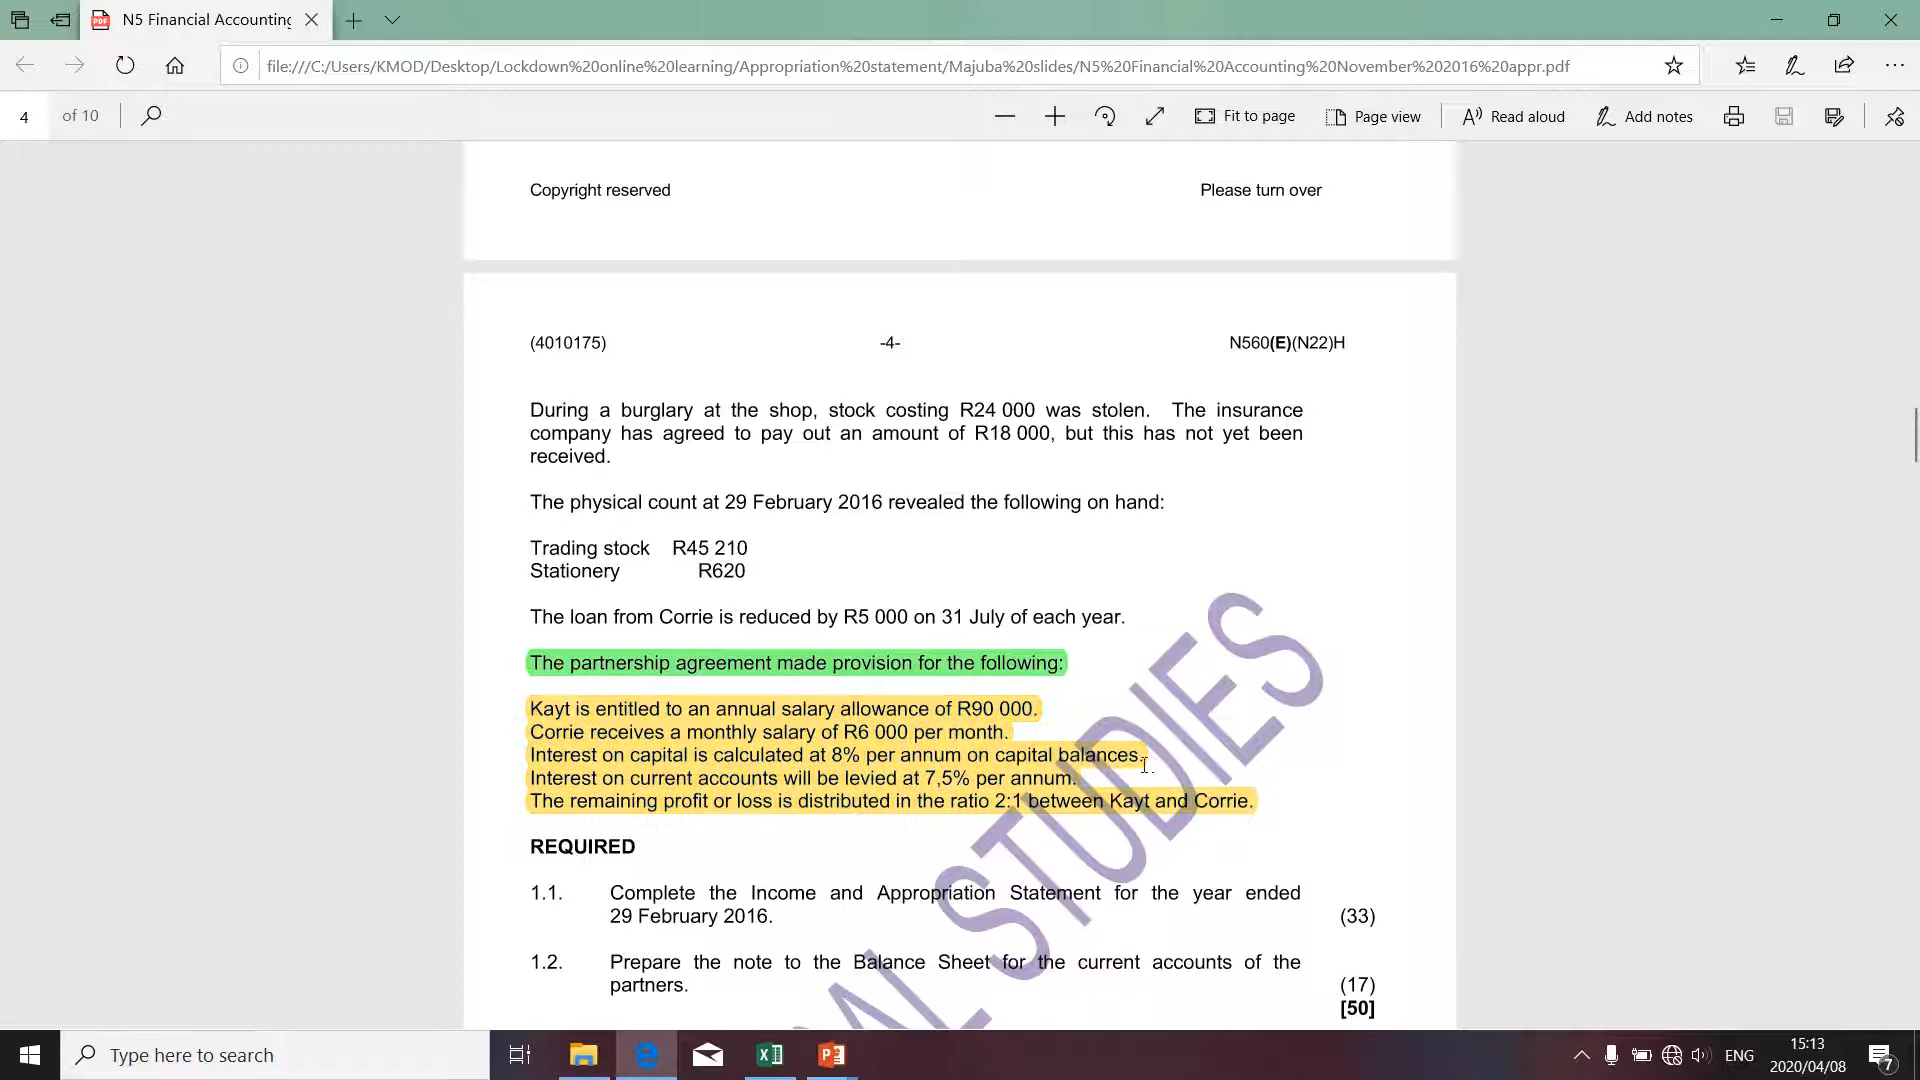 N5 Financial Accounting
file:///C:/Users/KMOD/Desktop/Lockdown%20online%20learning/Appropriation%20statement/Majuba%20slides/N5%20Financial%20Accounting%20November%202016%20appr.pdf
4 of 10
Fit to page
Page view
Read aloud
Add notes
Copyright reserved
Please turn over
(4010175)
-4-
N560(E)(N22)H
During a burglary at the shop, stock costing R24 000 was stolen. The insurance
company has agreed to pay out an amount of R18 000, but this has not yet been
received.
The physical count at 29 February 2016 revealed the following on hand:
Trading stock R45 210
Stationery R620
The loan from Corrie is reduced by R5 000 on 31 July of each year.
The partnership agreement made provision for the following:
Kayt is entitled to an annual salary allowance of R90 000.
Corrie receives a monthly salary of R6 000 per month.
Interest on capital is calculated at 8% per annum on capital balances.
Interest on current accounts will be levied at 7,5% per annum.
The remaining profit or loss is distributed in the ratio 2:1 between Kayt and Corrie.
REQUIRED
1.1. Complete the Income and Appropriation Statement for the year ended
29 February 2016. (33)
1.2. Prepare the note to the Balance Sheet for the current accounts of the
partners. (17)
[50]
STUDIES
Type here to search
ENG
15:13
2020/04/08
7